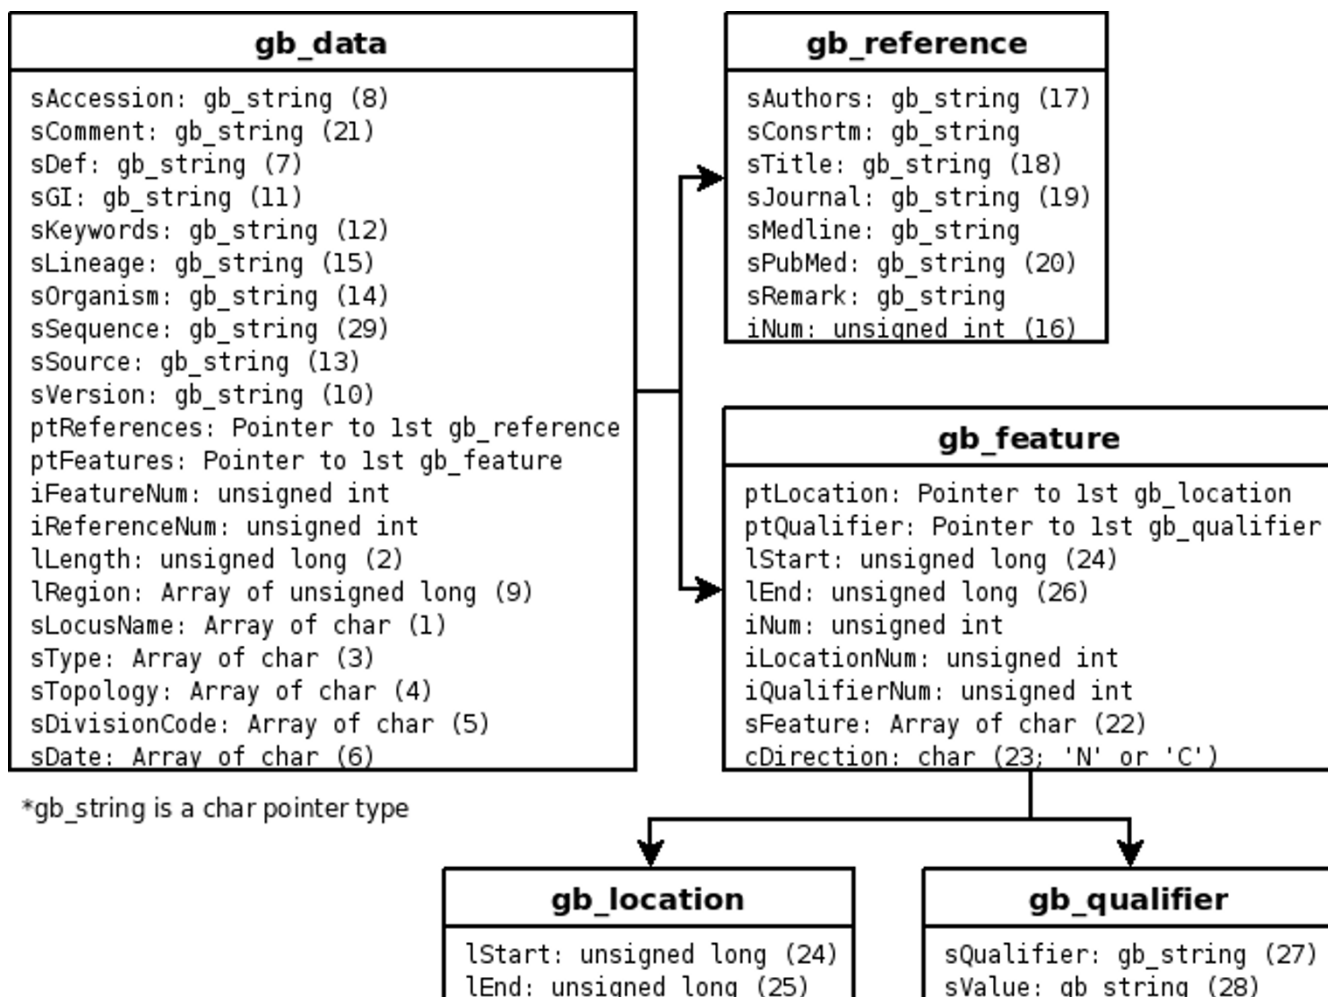 gb_data
sAccession: gb_string (8)
sComment: gb_string (21)
sDef: gb_string (7)
sGI: gb_string (11)
sKeywords: gb_string (12)
sLineage: gb_string (15)
sOrganism: gb_string (14)
sSequence: gb_string (29)
sSource: gb_string (13)
sVersion: gb_string (10)
ptReferences: Pointer to 1st gb_reference
ptFeatures: Pointer to 1st gb_feature
iFeatureNum: unsigned int
iReferenceNum: unsigned int
lLength: unsigned long (2)
lRegion: Array of unsigned long (9)
sLocusName: Array of char (1)
sType: Array of char (3)
sTopology: Array of char (4)
sDivisionCode: Array of char (5)
sDate: Array of char (6)
*gb_string is a char pointer type
gb_reference
sAuthors: gb_string (17)
sConsrtm: gb_string
sTitle: gb_string (18)
sJournal: gb_string (19)
sMedline: gb_string
sPubMed: gb_string (20)
sRemark: gb_string
iNum: unsigned int (16)
gb_feature
ptLocation: Pointer to 1st gb_location
ptQualifier: Pointer to 1st gb_qualifier
lStart: unsigned long (24)
lEnd: unsigned long (26)
iNum: unsigned int
iLocationNum: unsigned int
iQualifierNum: unsigned int
sFeature: Array of char (22)
cDirection: char (23; 'N' or 'C')
gb_location
lStart: unsigned long (24)
lEnd: unsigned long (25)
gb_qualifier
sQualifier: gb_string (27)
sValue: gb_string (28)